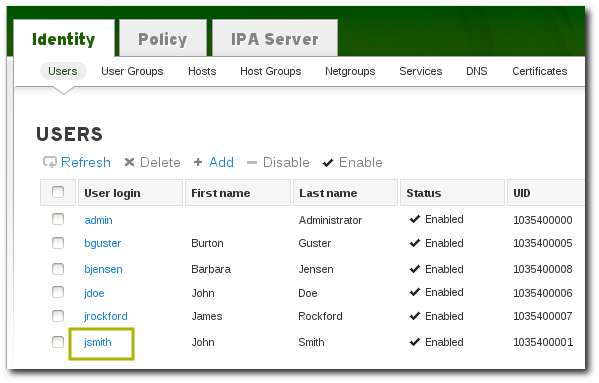 Identity Policy IPA Server
Users User Groups Hosts Host Groups Netgroups Services DNS Certificates
USERS
Refresh Delete Add Disable Enable
User login First name Last name Status UID
admin Administrator Enabled 1035400000
bguster Burton Guster Enabled 1035400005
bjensen Barbara Jensen Enabled 1035400008
jdoe John Doe Enabled 1035400006
jrockford James Rockford Enabled 1035400007
jsmith John Smith Enabled 1035400001